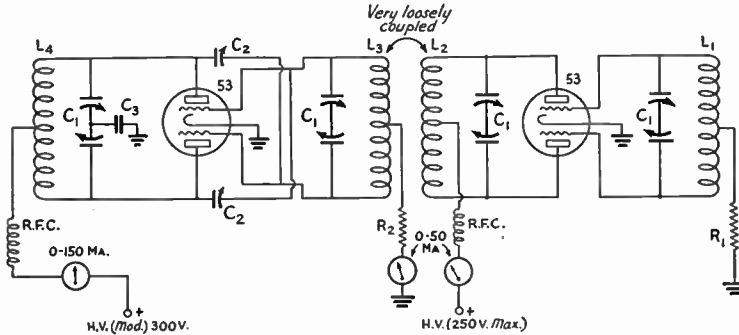 Very loosely
coupled
L4
C2
L3
L2
L1
53
53
C1
C3
C1
C1
C1
C2
R.F.C.
R2
R.F.C.
R1
0-150 MA.
0-50
MA
+
H.V. (Mod.) 300V.
+
H.V. (250 V. Max.)